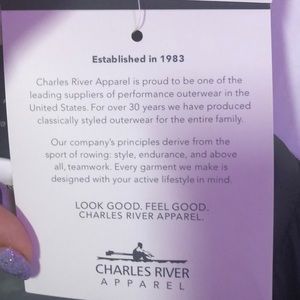 Established in 1983
Charles River Apparel is proud to be one of the
leading suppliers of performance outerwear in the
United States. For over 30 years we have produced
classically styled outerwear for the entire family.
Our company's principles derive from the
sport of rowing: style, endurance, and above
all, teamwork. Every garment we make is
designed with your active lifestyle in mind.
LOOK GOOD. FEEL GOOD.
CHARLES RIVER APPAREL.
CHARLES RIVER
APPAREL